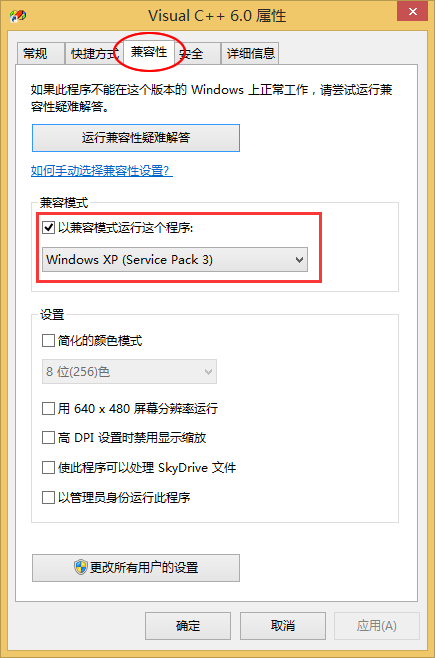 Visual C++ 6.0 属性
常规 快捷方式 兼容性 安全 详细信息
如果此程序不能在这个版本的 Windows 上正常工作，请尝试运行兼
容性疑难解答。
运行兼容性疑难解答
如何手动选择兼容性设置?
兼容模式
以兼容模式运行这个程序:
Windows XP (Service Pack 3)
设置
简化的颜色模式
8 位(256)色
用 640 x 480 屏幕分辨率运行
高 DPI 设置时禁用显示缩放
使此程序可以处理 SkyDrive 文件
以管理员身份运行此程序
更改所有用户的设置
确定 取消 应用(A)